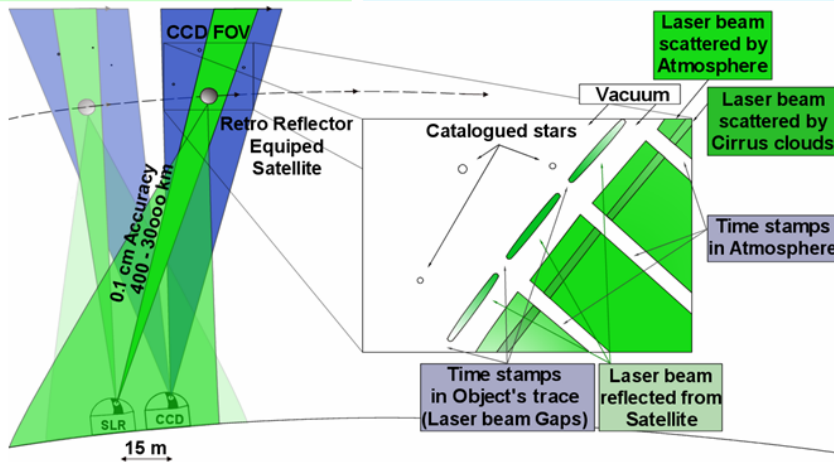 CCD FOV
Retro Reflector
Equiped
Satellite
0.1 cm Accuracy
400 - 30ooo km
SLR
CCD
15 m
Catalogued stars
Vacuum
Laser beam
scattered by
Atmosphere
Laser beam
scattered by
Cirrus clouds
Time stamps
in Atmosphere
Time stamps
in Object's trace
(Laser beam Gaps)
Laser beam
reflected from
Satellite